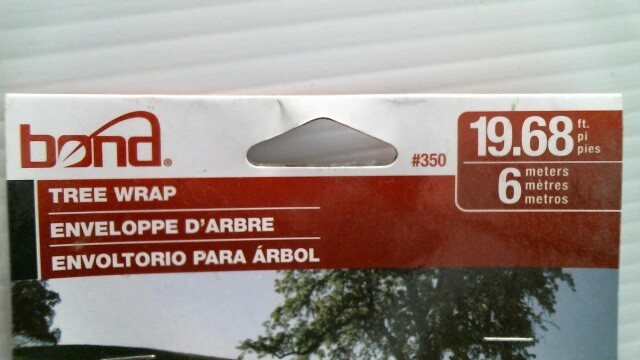 bond®
#350
19.68 ft. pi pies
6 meters mètres metros
TREE WRAP
ENVELOPPE D'ARBRE
ENVOLTORIO PARA ÁRBOL